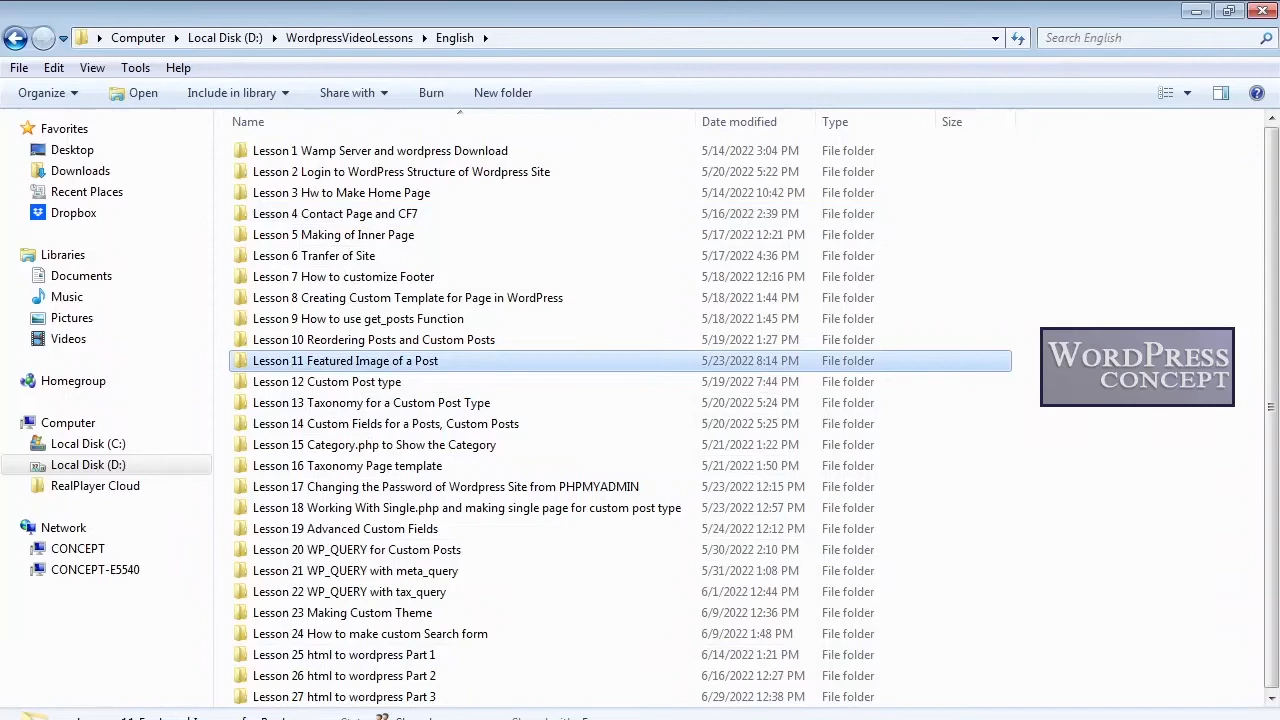 Computer Local Disk (D:) WordpressVideoLessons English
Search English
File Edit View Tools Help
Organize Open Include in library Share with Burn New folder
Name Date modified Type Size
Favorites
Desktop
Downloads
Recent Places
Dropbox
Libraries
Documents
Music
Pictures
Videos
Homegroup
Computer
Local Disk (C:)
Local Disk (D:)
RealPlayer Cloud
Network
CONCEPT
CONCEPT-E5540
Lesson 1 Wamp Server and wordpress Download 5/14/2022 3:04 PM File folder
Lesson 2 Login to WordPress Structure of Wordpress Site 5/20/2022 5:22 PM File folder
Lesson 3 Hw to Make Home Page 5/14/2022 10:42 PM File folder
Lesson 4 Contact Page and CF7 5/16/2022 2:39 PM File folder
Lesson 5 Making of Inner Page 5/17/2022 12:21 PM File folder
Lesson 6 Tranfer of Site 5/17/2022 4:36 PM File folder
Lesson 7 How to customize Footer 5/18/2022 12:16 PM File folder
Lesson 8 Creating Custom Template for Page in WordPress 5/18/2022 1:44 PM File folder
Lesson 9 How to use get_posts Function 5/18/2022 1:45 PM File folder
Lesson 10 Reordering Posts and Custom Posts 5/19/2022 1:27 PM File folder
Lesson 11 Featured Image of a Post 5/23/2022 8:14 PM File folder
Lesson 12 Custom Post type 5/19/2022 7:44 PM File folder
Lesson 13 Taxonomy for a Custom Post Type 5/20/2022 5:24 PM File folder
Lesson 14 Custom Fields for a Posts, Custom Posts 5/20/2022 5:25 PM File folder
Lesson 15 Category.php to Show the Category 5/21/2022 1:22 PM File folder
Lesson 16 Taxonomy Page template 5/21/2022 1:50 PM File folder
Lesson 17 Changing the Password of Wordpress Site from PHPMYADMIN 5/23/2022 12:15 PM File folder
Lesson 18 Working With Single.php and making single page for custom post type 5/23/2022 12:57 PM File folder
Lesson 19 Advanced Custom Fields 5/24/2022 12:12 PM File folder
Lesson 20 WP_QUERY for Custom Posts 5/30/2022 2:10 PM File folder
Lesson 21 WP_QUERY with meta_query 5/31/2022 1:08 PM File folder
Lesson 22 WP_QUERY with tax_query 6/1/2022 12:44 PM File folder
Lesson 23 Making Custom Theme 6/9/2022 12:36 PM File folder
Lesson 24 How to make custom Search form 6/9/2022 1:48 PM File folder
Lesson 25 html to wordpress Part 1 6/14/2022 1:21 PM File folder
Lesson 26 html to wordpress Part 2 6/16/2022 12:27 PM File folder
Lesson 27 html to wordpress Part 3 6/29/2022 12:38 PM File folder
WORDPRESS
CONCEPT